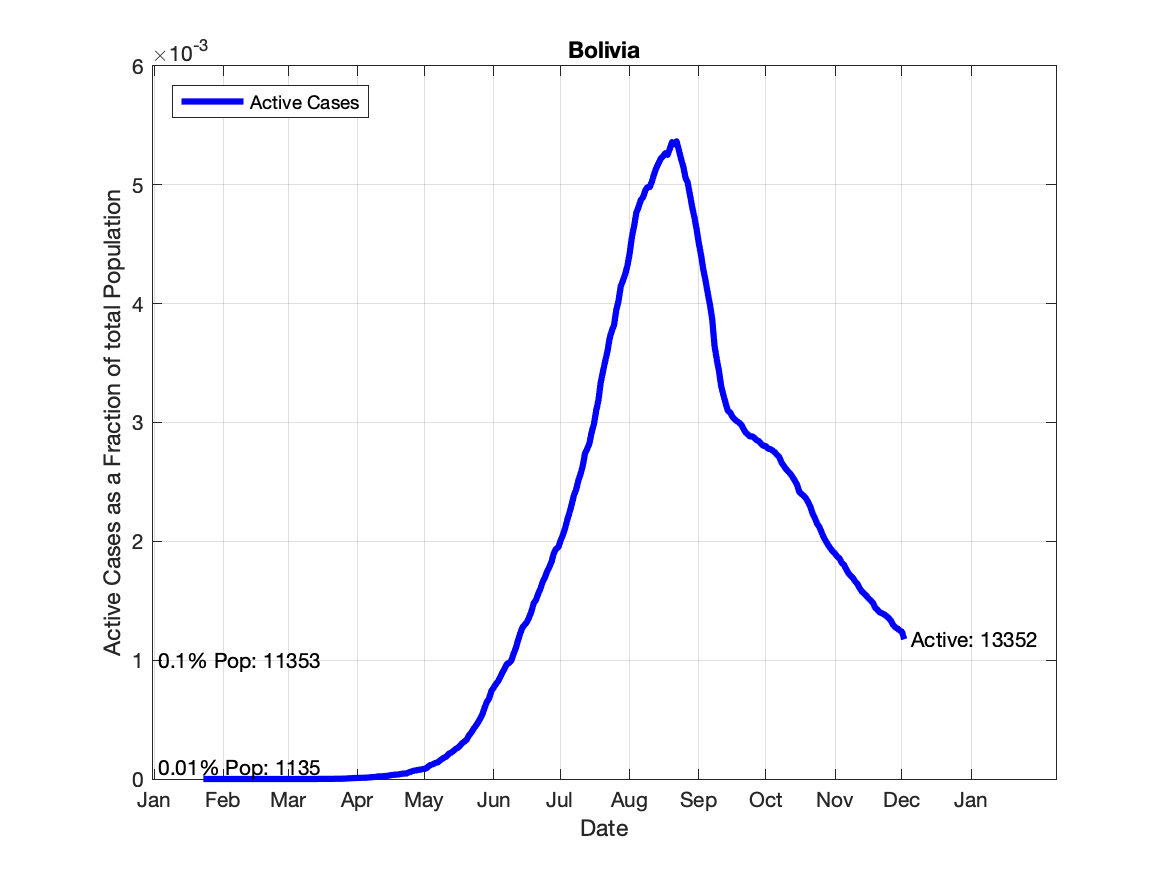 Bolivia
×10-3
6
5
4
3
2
1
0
Active Cases as a Fraction of total Population
Active Cases
0.1% Pop: 11353
0.01% Pop: 1135
Active: 13352
Jan Feb Mar Apr May Jun Jul Aug Sep Oct Nov Dec Jan
Date